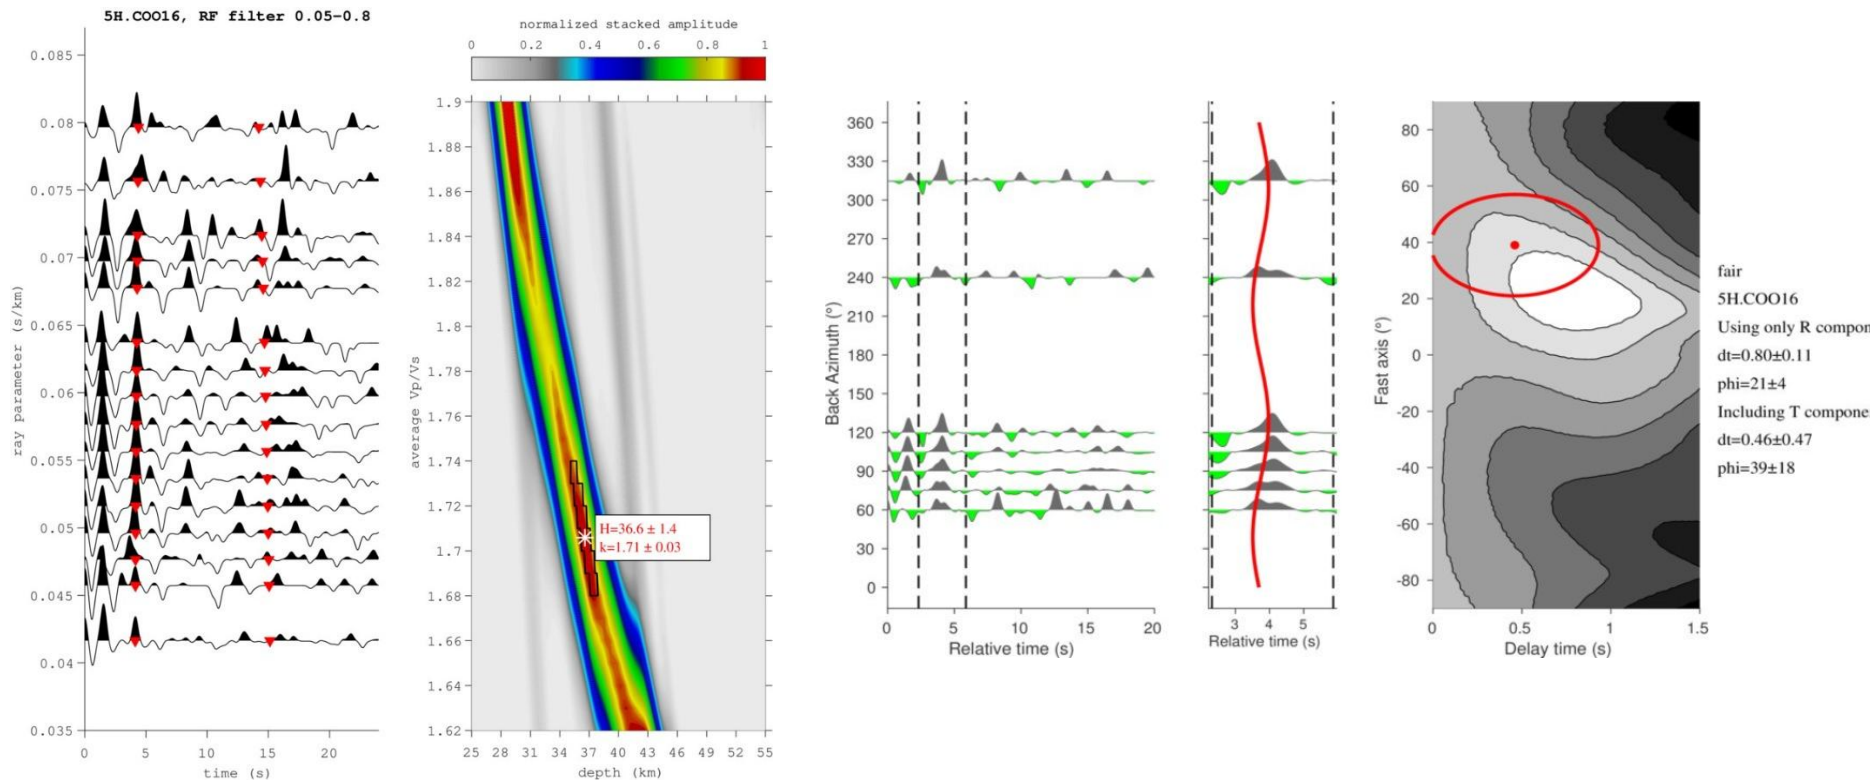 5H.COO16, RF filter 0.05-0.8
0.085
0.08
0.075
0.07
0.065
0.06
0.055
0.05
0.045
0.04
0.035
ray parameter (s/km)
0 5 10 15 20
time (s)
normalized stacked amplitude
0 0.2 0.4 0.6 0.8 1
1.9
1.88
1.86
1.84
1.82
1.8
1.78
1.76
1.74
1.72
1.7
1.68
1.66
1.64
1.62
average Vp/Vs
H=36.6 ± 1.4
k=1.71 ± 0.03
25 28 31 34 37 40 43 46 49 52 55
depth (km)
360
330
300
270
240
210
180
150
120
90
60
30
0
Back Azimuth (°)
0 5 10 15 20
Relative time (s)
3 4 5
Relative time (s)
80
60
40
20
0
-20
-40
-60
-80
Fast axis (°)
0 0.5 1 1.5
Delay time (s)
fair
5H.COO16
Using only R compon
dt=0.80±0.11
phi=21±4
Including T compone
dt=0.46±0.47
phi=39±18